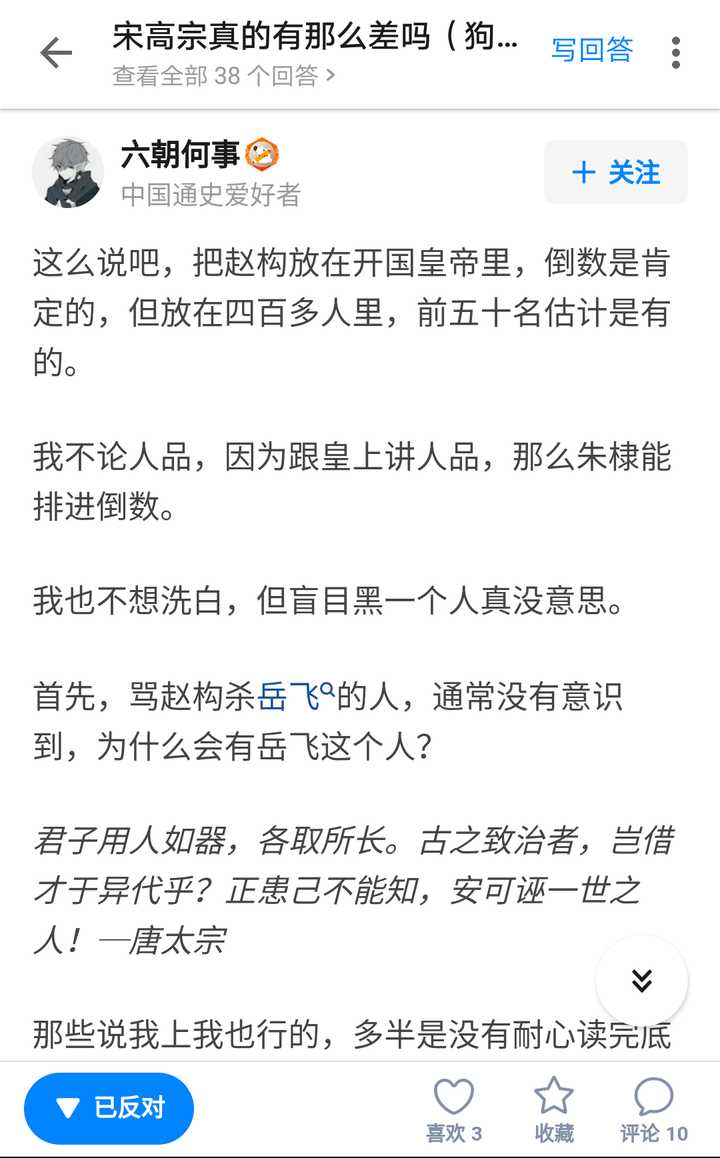 宋高宗真的有那么差吗（狗...
写回答
查看全部 38 个回答 >
六朝何事
中国通史爱好者
+ 关注
这么说吧，把赵构放在开国皇帝里，倒数是肯
定的，但放在四百多人里，前五十名估计是有
的。
我不论人品，因为跟皇上讲人品，那么朱棣能
排进倒数。
我也不想洗白，但盲目黑一个人真没意思。
首先，骂赵构杀岳飞的人，通常没有意识
到，为什么会有岳飞这个人？
君子用人如器，各取所长。古之致治者，岂借
才于异代乎？正患己不能知，安可诬一世之
人！—唐太宗
那些说我上我也行的，多半是没有耐心读完底
已反对
喜欢 3
收藏
评论 10